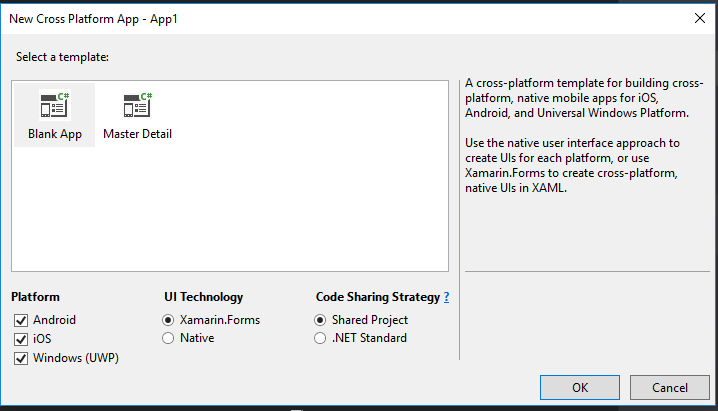 New Cross Platform App - App1
Select a template:
C#
Blank App
C#
Master Detail
A cross-platform template for building cross-
platform, native mobile apps for iOS,
Android, and Universal Windows Platform.
Use the native user interface approach to
create UIs for each platform, or use
Xamarin.Forms to create cross-platform,
native UIs in XAML.
Platform
Android
iOS
Windows (UWP)
UI Technology
Xamarin.Forms
Native
Code Sharing Strategy ?
Shared Project
.NET Standard
OK
Cancel